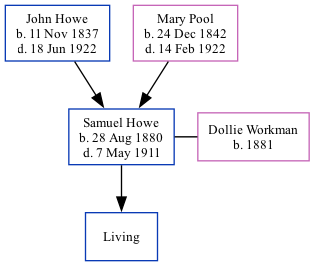 John Howe
b. 11 Nov 1837
d. 18 Jun 1922
Mary Pool
b. 24 Dec 1842
d. 14 Feb 1922
Samuel Howe
b. 28 Aug 1880
d. 7 May 1911
Dollie Workman
b. 1881
Living